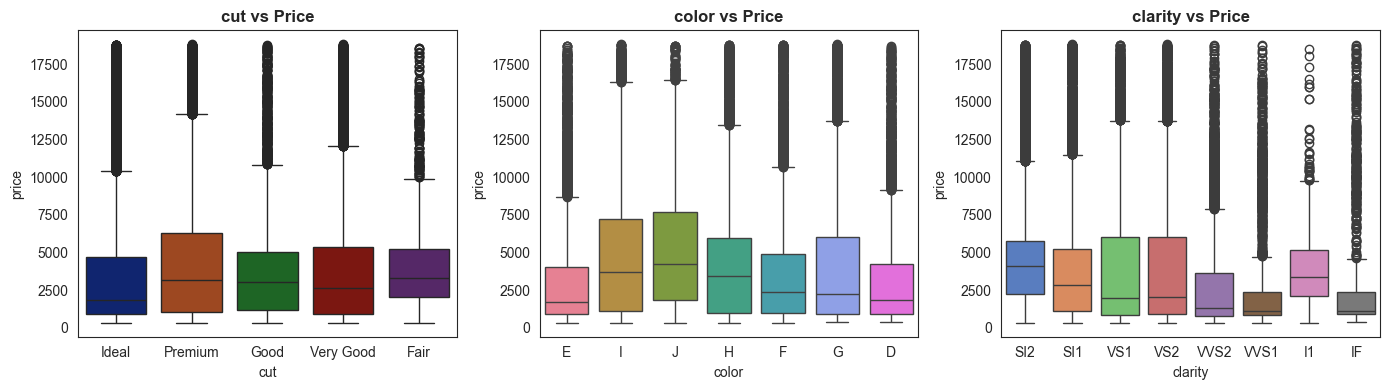 cut vs Price
price
17500
15000
12500
10000
7500
5000
2500
0
Ideal Premium Good Very Good Fair
cut
color vs Price
price
17500
15000
12500
10000
7500
5000
2500
0
E I J H F G D
color
clarity vs Price
price
17500
15000
12500
10000
7500
5000
2500
0
SI2 SI1 VS1 VS2 VVS2 VVS1 I1 IF
clarity